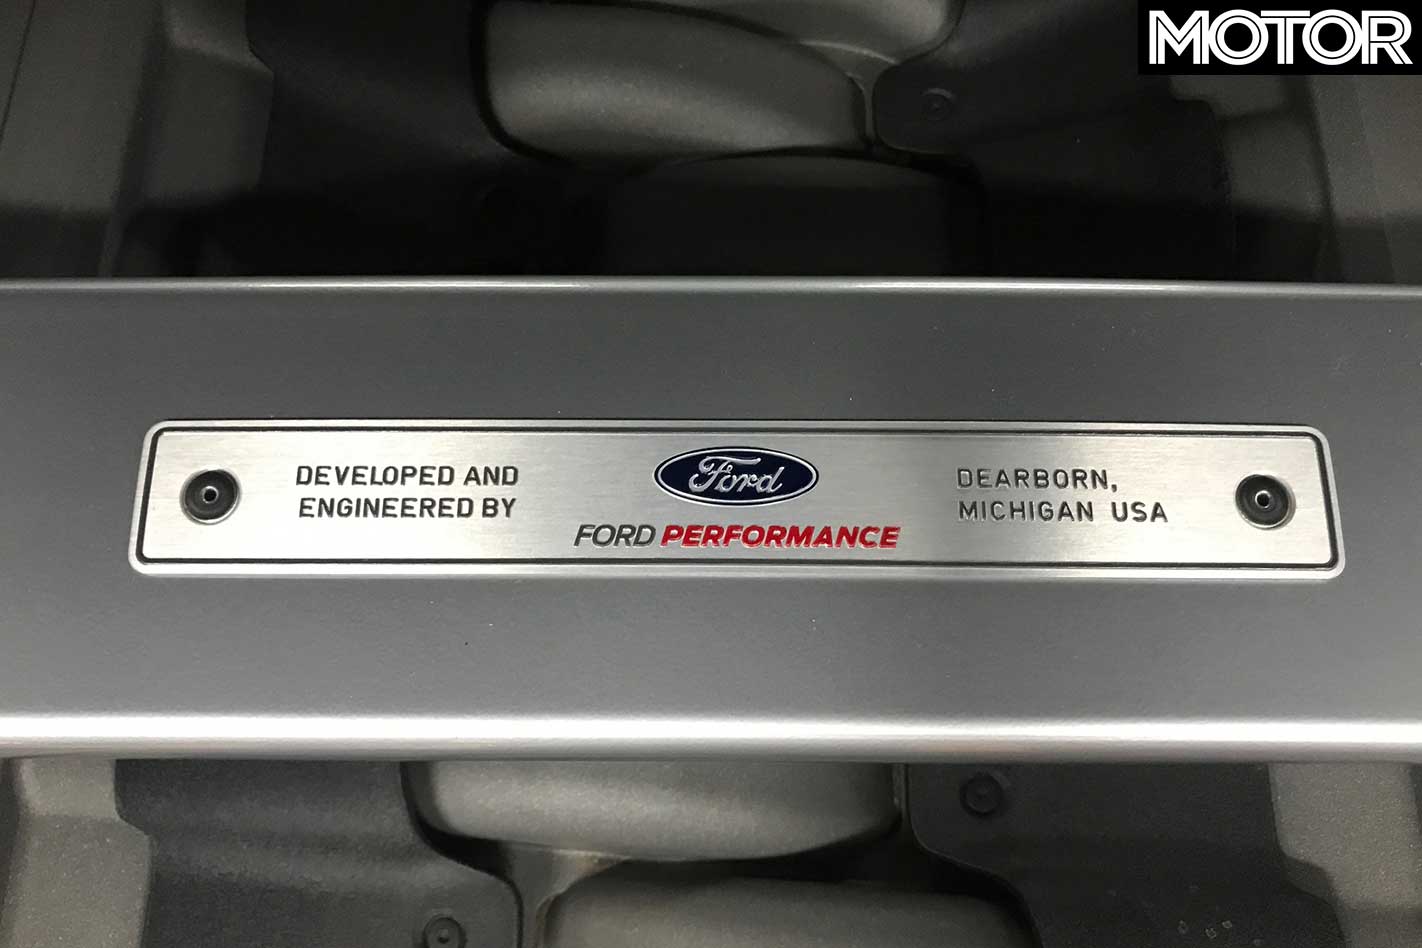 MOTOR
DEVELOPED AND
ENGINEERED BY
Ford
FORD PERFORMANCE
DEARBORN,
MICHIGAN USA